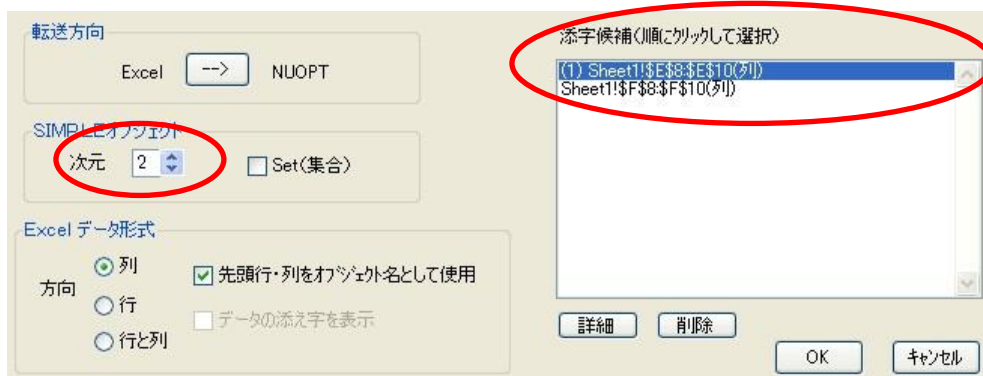 転送方向
Excel --> NUOPT
SIMPLEオブジェクト
次元 2 Set(集合)
Excel データ形式
方向
列
行
行と列
先頭行・列をオブジェクト名として使用
データの添え字を表示
添字候補(順にクリックして選択)
(1) Sheet1!$E$8:$E$10(列)
Sheet1!$F$8:$F$10(列)
詳細 削除
OK キャンセル